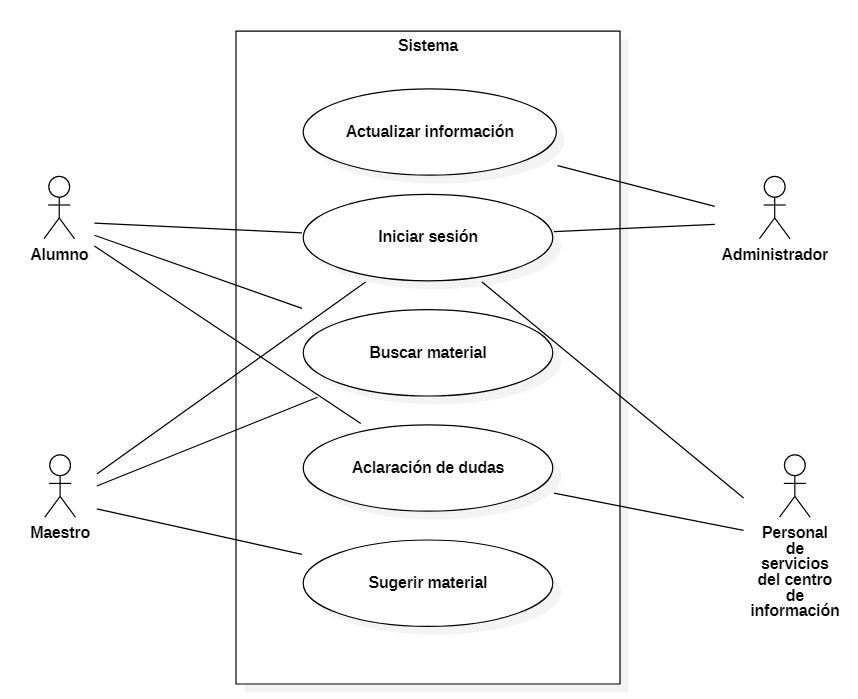 Sistema
Actualizar información
Iniciar sesión
Alumno
Administrador
Buscar material
Aclaración de dudas
Maestro
Personal
de
servicios
del centro
de
información
Sugerir material